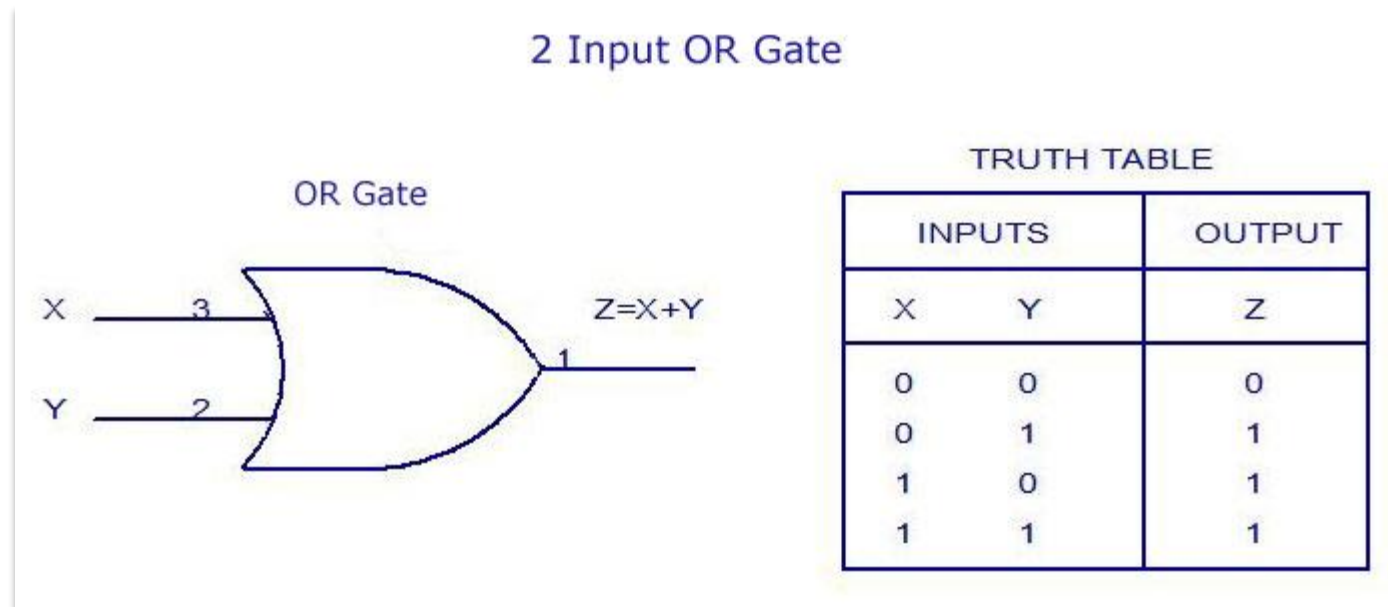 2 Input OR Gate
OR Gate
X 3
Z=X+Y
1
Y 2
TRUTH TABLE
INPUTS OUTPUT
X Y Z
0 0 0
0 1 1
1 0 1
1 1 1